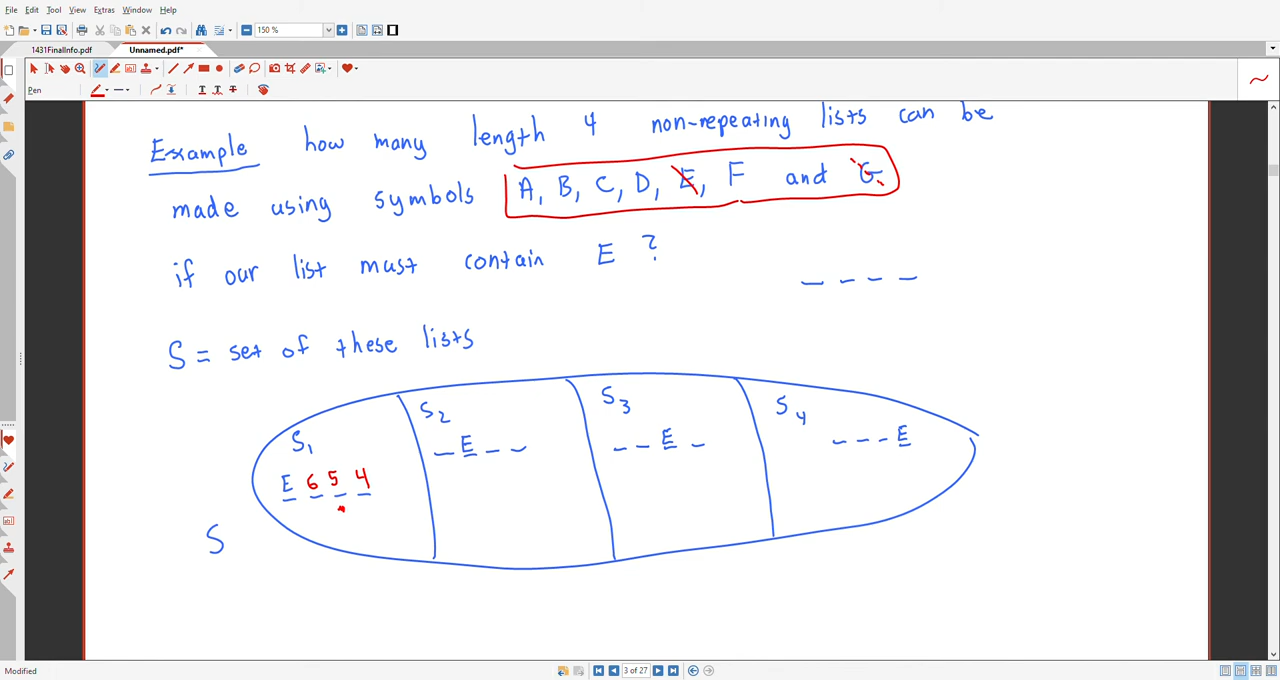 File Edit Tool View Extras Window Help
150 %
1431FinalInfo.pdf Unnamed.pdf*
Pen
Example how many length 4 non-repeating lists can be
made using symbols A, B, C, D, E, F and G
if our list must contain E ?
_ _ _ _
S = set of these lists
S1 S2 S3 S4
_ E _ _ _ _ E _ _ _ _ E
E 6 5 4
S
Modified 3 of 27